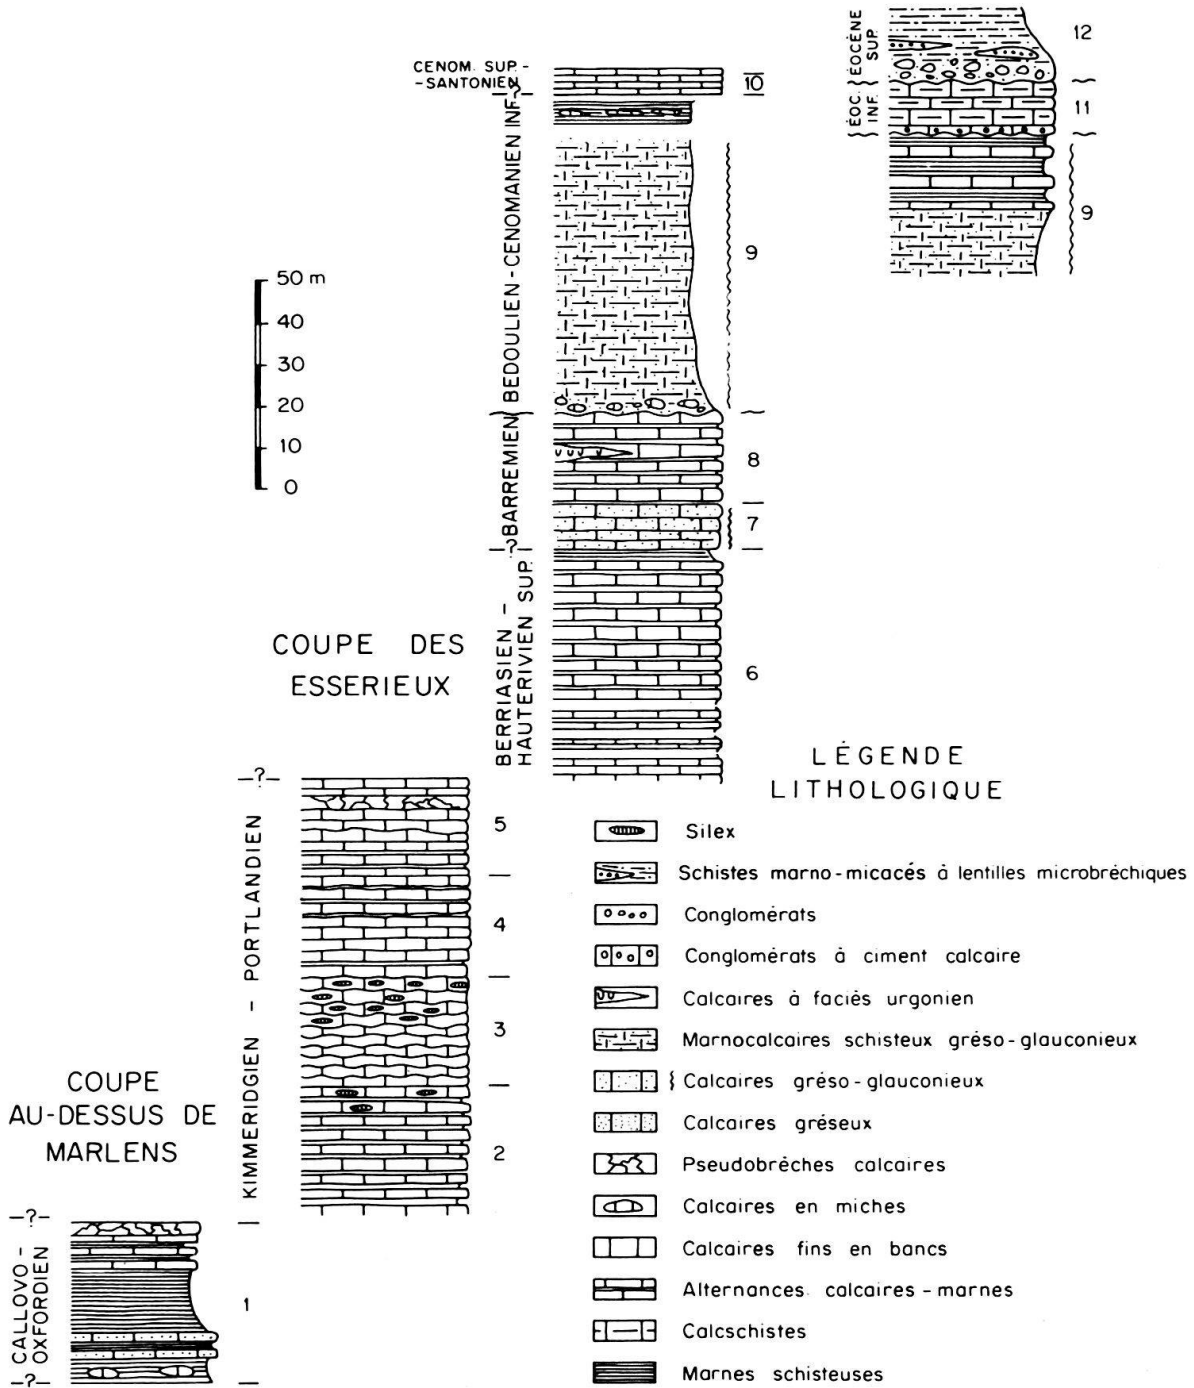 CENOM. SUP. -
- SANTONIEN
—?—
10
BEDOULIEN - CENOMANIEN INF.
9
BARREMIEN
8
7
—?—
BERRIASIEN -
HAUTERIVIEN SUP.
6
ÉOCÈNE
SUP.
12
ÉOC.
INF.
11
9
50 m
40
30
20
10
0
COUPE DES
ESSERIEUX
—?—
KIMMERIDGIEN - PORTLANDIEN
5
4
3
2
COUPE
AU-DESSUS DE
MARLENS
—?—
CALLOVO -
OXFORDIEN
1
—?—
LÉGENDE
LITHOLOGIQUE
Silex
Schistes marno-micacés à lentilles microbréchiques
Conglomérats
Conglomérats à ciment calcaire
Calcaires à faciés urgonien
Marnocalcaires schisteux gréso-glauconieux
Calcaires gréso-glauconieux
Calcaires gréseux
Pseudobrèches calcaires
Calcaires en miches
Calcaires fins en bancs
Alternances calcaires - marnes
Calcschistes
Marnes schisteuses